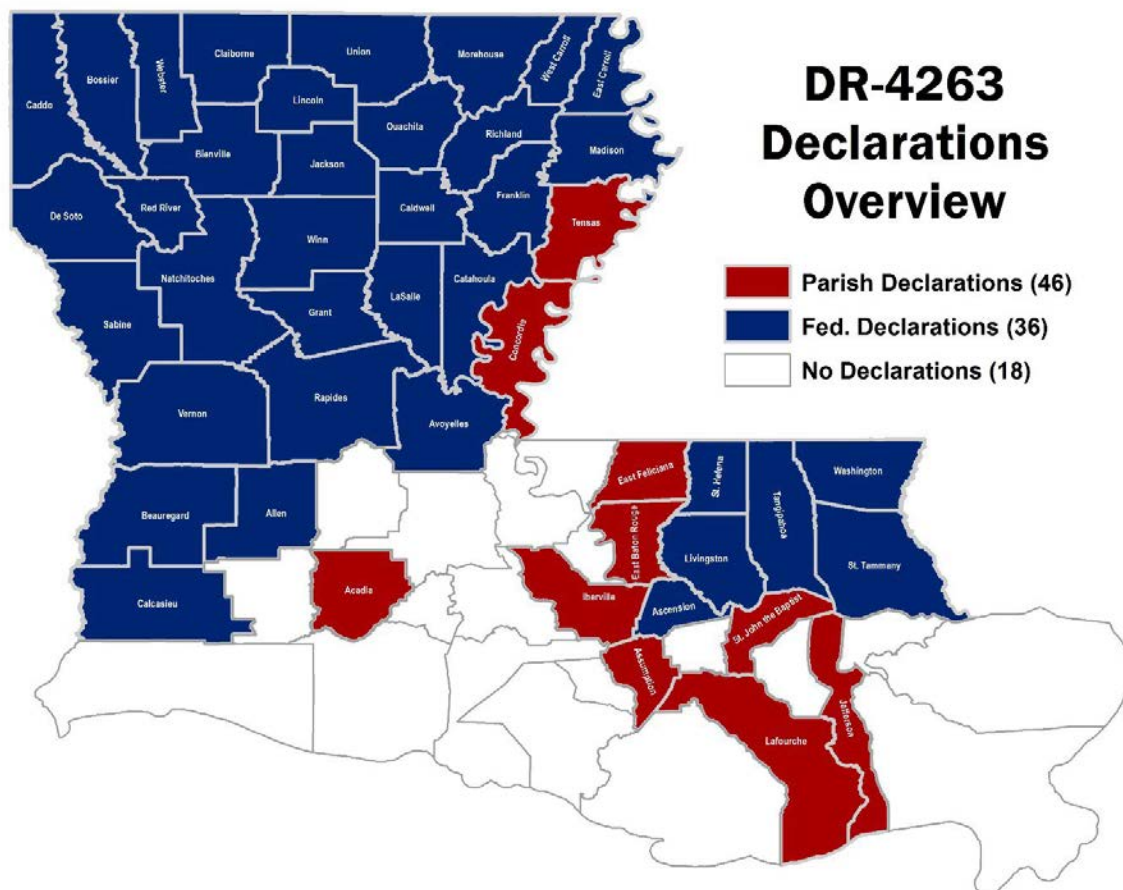 DR-4263
Declarations
Overview
Parish Declarations (46)
Fed. Declarations (36)
No Declarations (18)
Caddo
Bossier
Webster
Claiborne
Union
Morehouse
West Carroll
East Carroll
Lincoln
Ouachita
Richland
Madison
Bienville
Jackson
Franklin
De Soto
Red River
Caldwell
Tensas
Winn
Natchitoches
Catahoula
LaSalle
Sabine
Grant
Concordia
Vernon
Rapides
Avoyelles
East Feliciana
St. Helena
Tangipahoa
Washington
Beauregard
Allen
East Baton Rouge
Livingston
St. Tammany
Calcasieu
Acadia
Iberville
Ascension
St. John the Baptist
Assumption
Jefferson
Lafourche